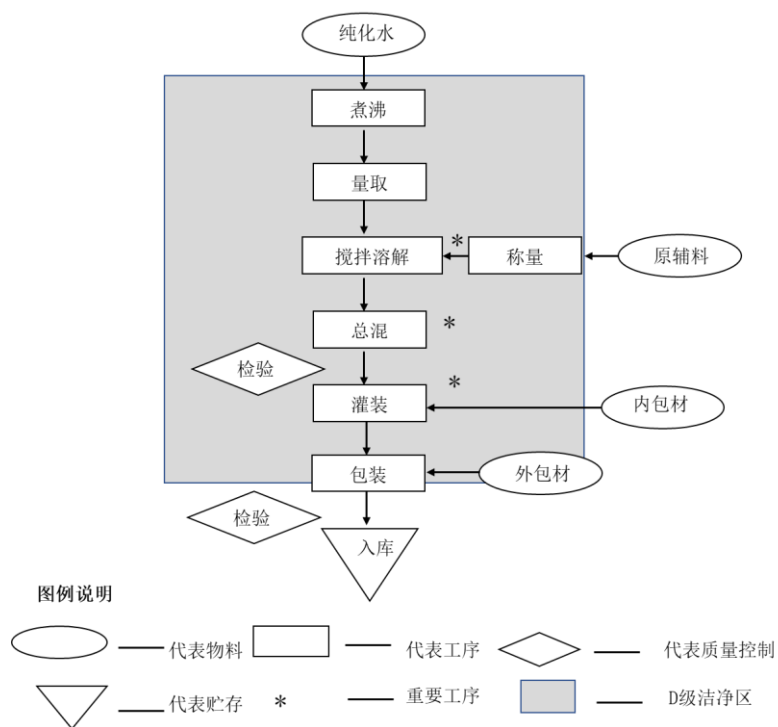 纯化水
煮沸
量取
搅拌溶解
*
称量
原辅料
总混
*
检验
*
灌装
内包材
包装
外包材
检验
入库
图例说明
代表物料
代表工序
代表质量控制
代表贮存
*
重要工序
D级洁净区